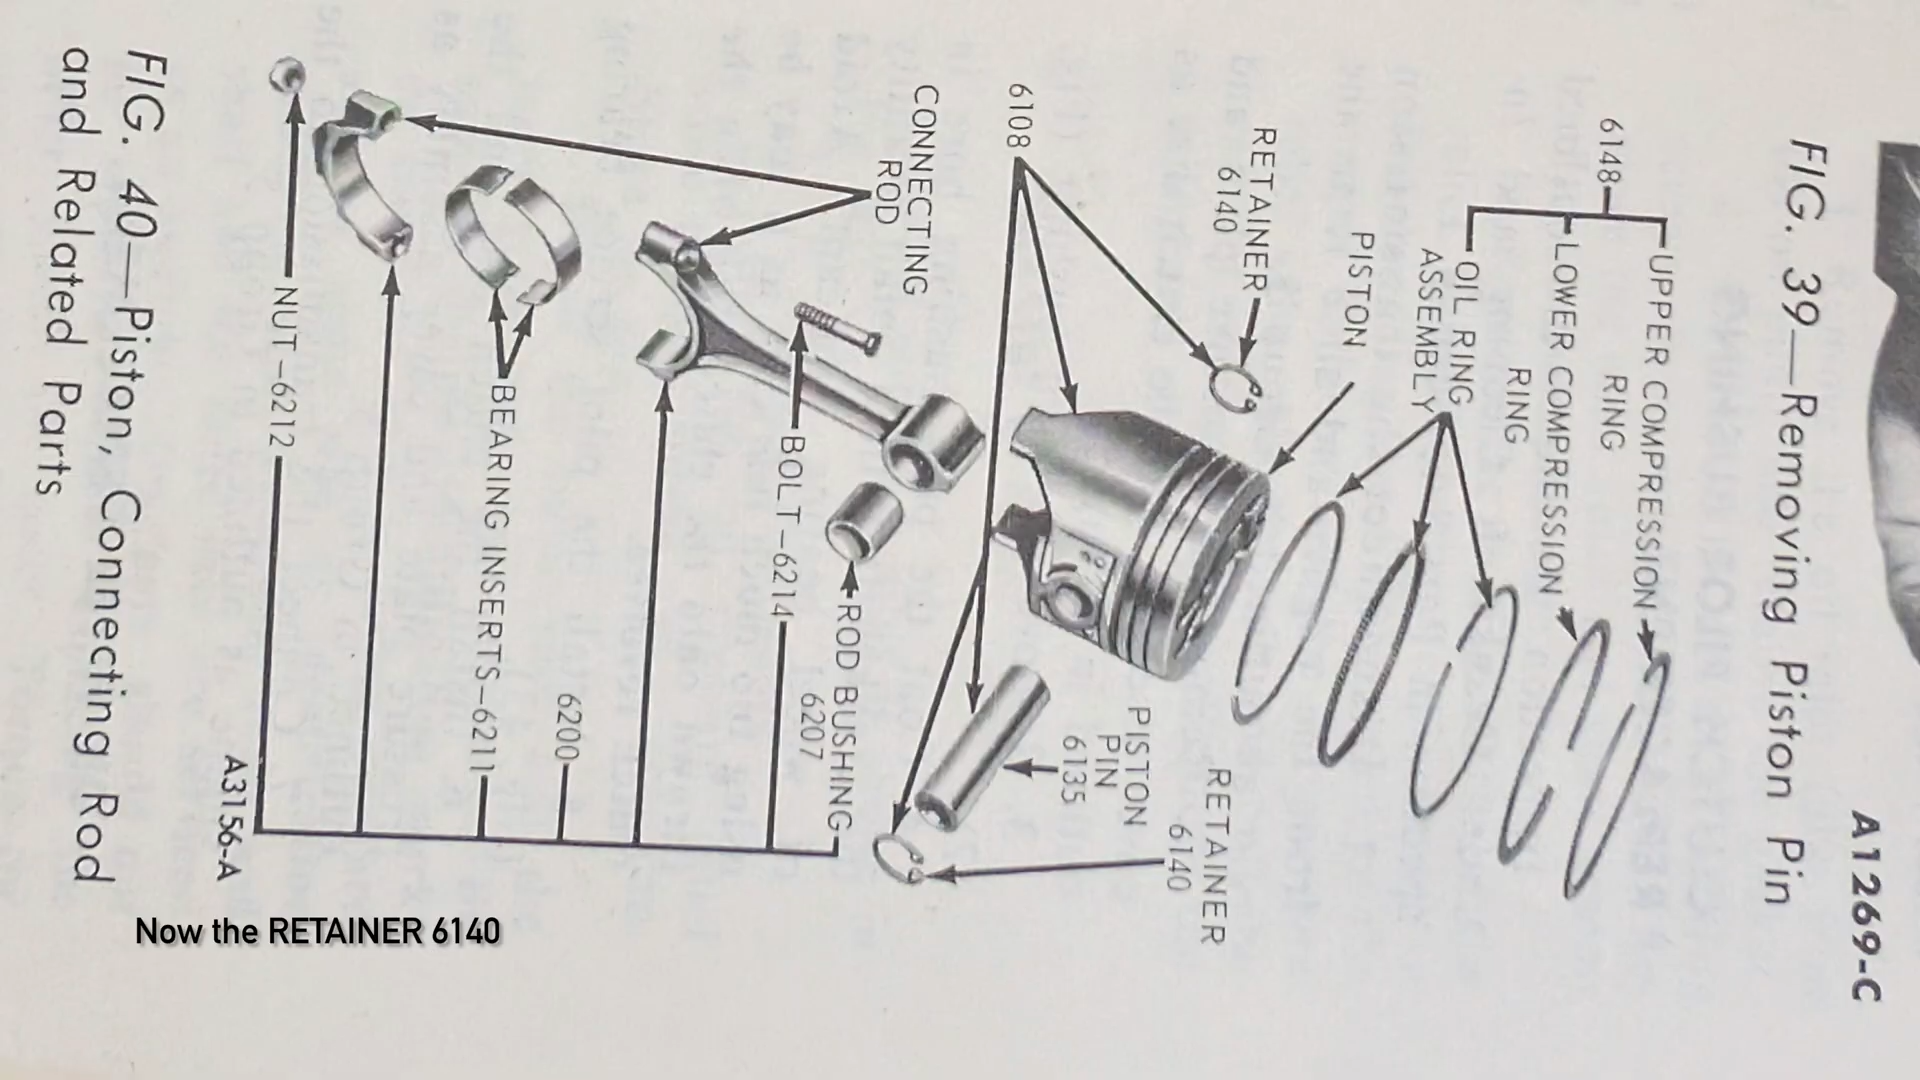 A1269-C
FIG. 39—Removing Piston Pin
6148
UPPER COMPRESSION
RING
LOWER COMPRESSION
RING
OIL RING
ASSEMBLY
PISTON
RETAINER
6140
RETAINER
6140
6108
PISTON
PIN
6135
CONNECTING
ROD
ROD BUSHING
6207
BOLT-6214
6200
BEARING INSERTS-6211
NUT-6212
A3156-A
FIG. 40—Piston, Connecting Rod
and Related Parts
Now the RETAINER 6140